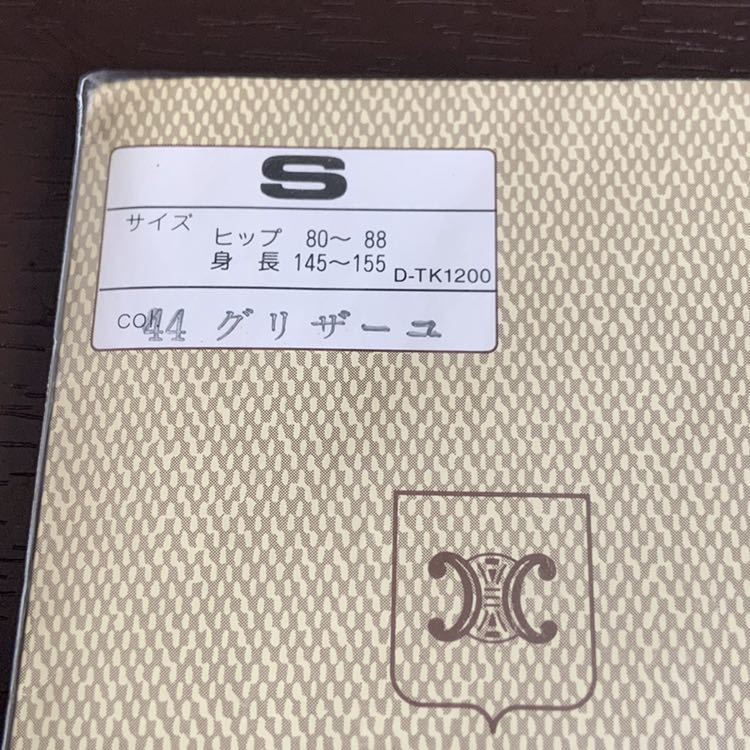 S
サイズ
ヒップ 80～ 88
身 長 145～155 D-TK1200
COL 44 グリザーユ